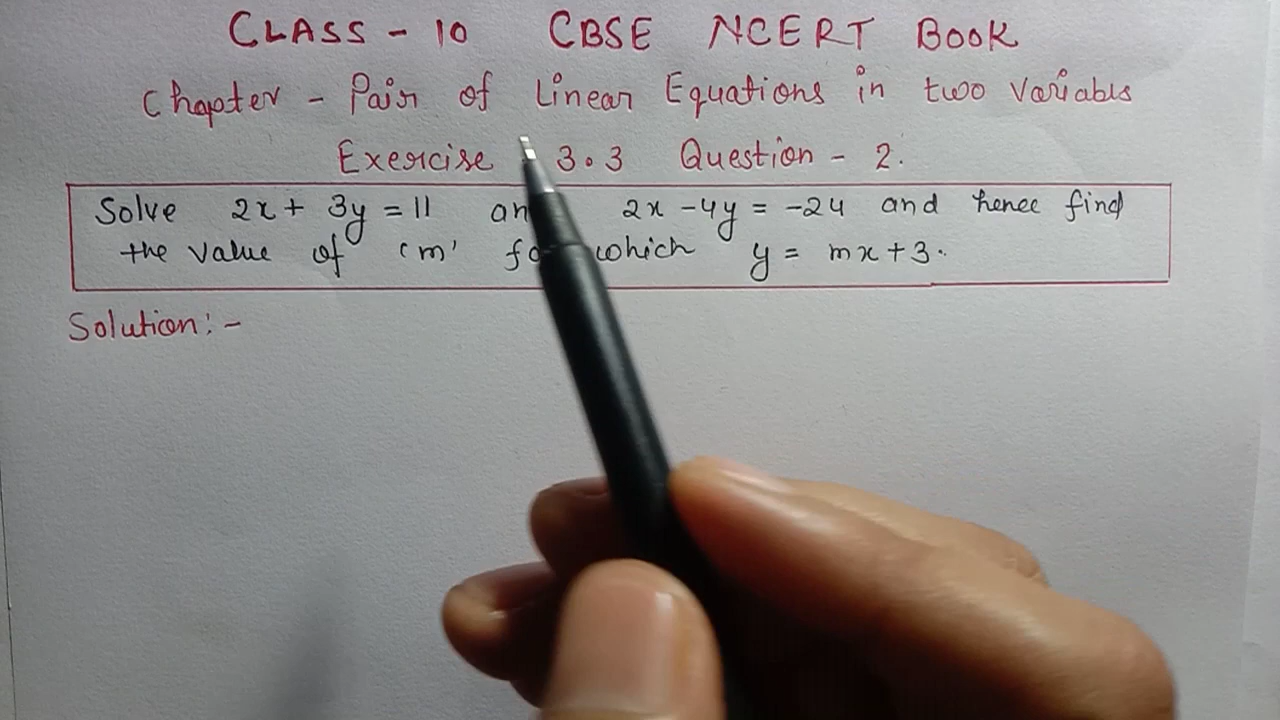 CLASS - 10 CBSE NCERT BOOK
Chapter - Pair of Linear Equations in two Variabls
Exercise 3.3 Question - 2.
Solve 2x + 3y = 11 2x - 4y = -24 and hence find
the value of 'm' which y = mx + 3.
Solution :-